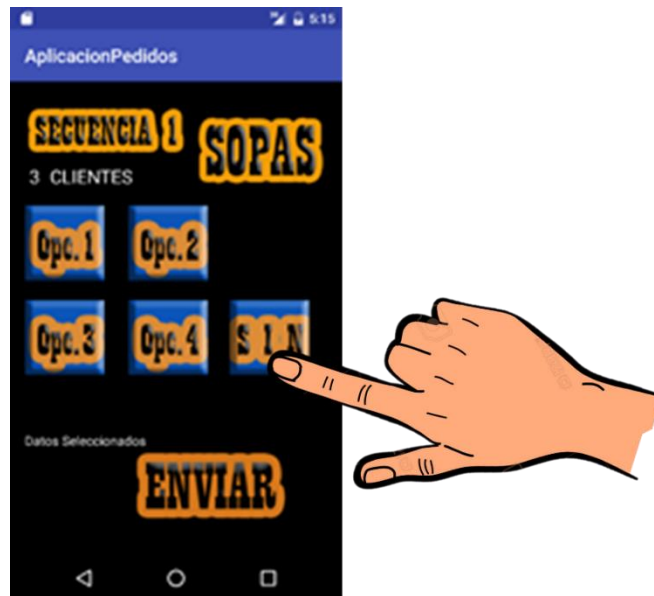 5:15
AplicacionPedidos
SECUENCIA 1
SOPAS
3 CLIENTES
Opc. 1 Opc. 2
Opc. 3 Opc. 4 S I N
Datos Seleccionados
ENVIAR